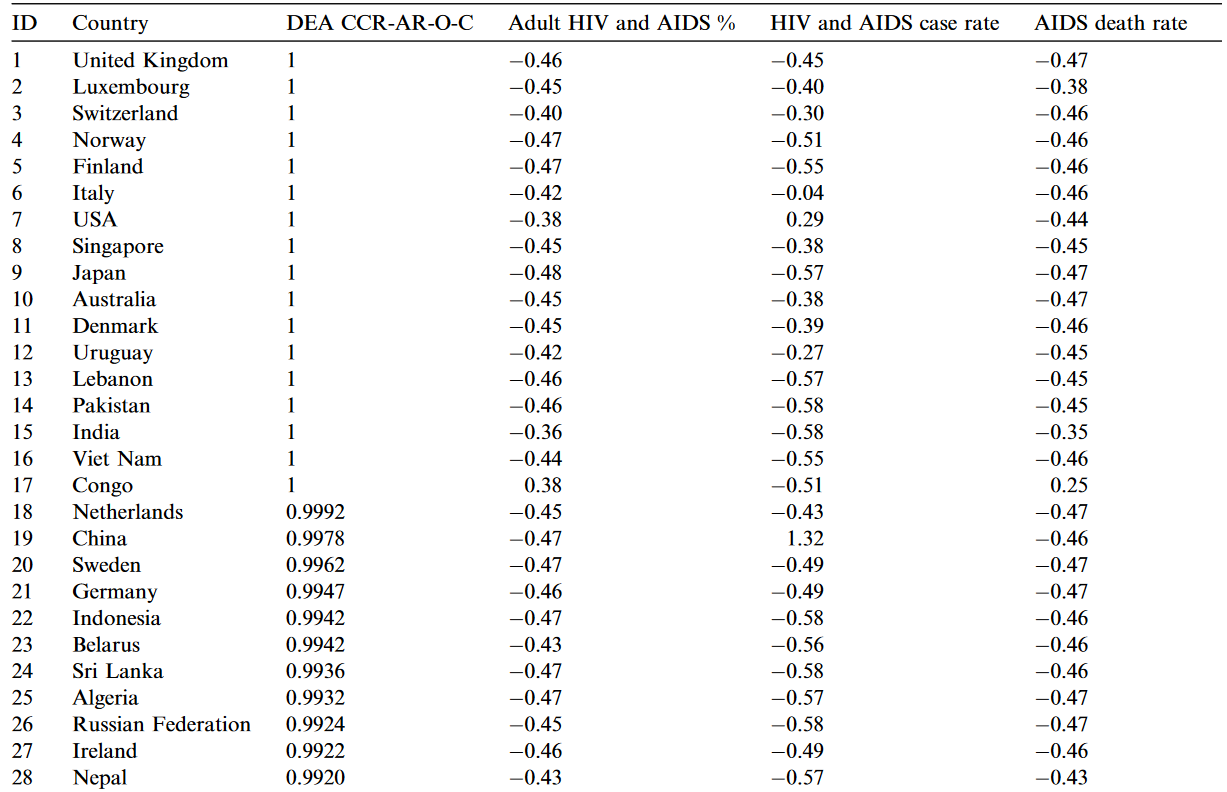 ID Country DEA CCR-AR-O-C Adult HIV and AIDS % HIV and AIDS case rate AIDS death rate
1 United Kingdom 1 −0.46 −0.45 −0.47
2 Luxembourg 1 −0.45 −0.40 −0.38
3 Switzerland 1 −0.40 −0.30 −0.46
4 Norway 1 −0.47 −0.51 −0.46
5 Finland 1 −0.47 −0.55 −0.46
6 Italy 1 −0.42 −0.04 −0.46
7 USA 1 −0.38 0.29 −0.44
8 Singapore 1 −0.45 −0.38 −0.45
9 Japan 1 −0.48 −0.57 −0.47
10 Australia 1 −0.45 −0.38 −0.47
11 Denmark 1 −0.45 −0.39 −0.46
12 Uruguay 1 −0.42 −0.27 −0.45
13 Lebanon 1 −0.46 −0.57 −0.45
14 Pakistan 1 −0.46 −0.58 −0.45
15 India 1 −0.36 −0.58 −0.35
16 Viet Nam 1 −0.44 −0.55 −0.46
17 Congo 1 0.38 −0.51 0.25
18 Netherlands 0.9992 −0.45 −0.43 −0.47
19 China 0.9978 −0.47 1.32 −0.46
20 Sweden 0.9962 −0.47 −0.49 −0.47
21 Germany 0.9947 −0.46 −0.49 −0.47
22 Indonesia 0.9942 −0.47 −0.58 −0.46
23 Belarus 0.9942 −0.43 −0.56 −0.46
24 Sri Lanka 0.9936 −0.47 −0.58 −0.46
25 Algeria 0.9932 −0.47 −0.57 −0.47
26 Russian Federation 0.9924 −0.45 −0.58 −0.47
27 Ireland 0.9922 −0.46 −0.49 −0.46
28 Nepal 0.9920 −0.43 −0.57 −0.43